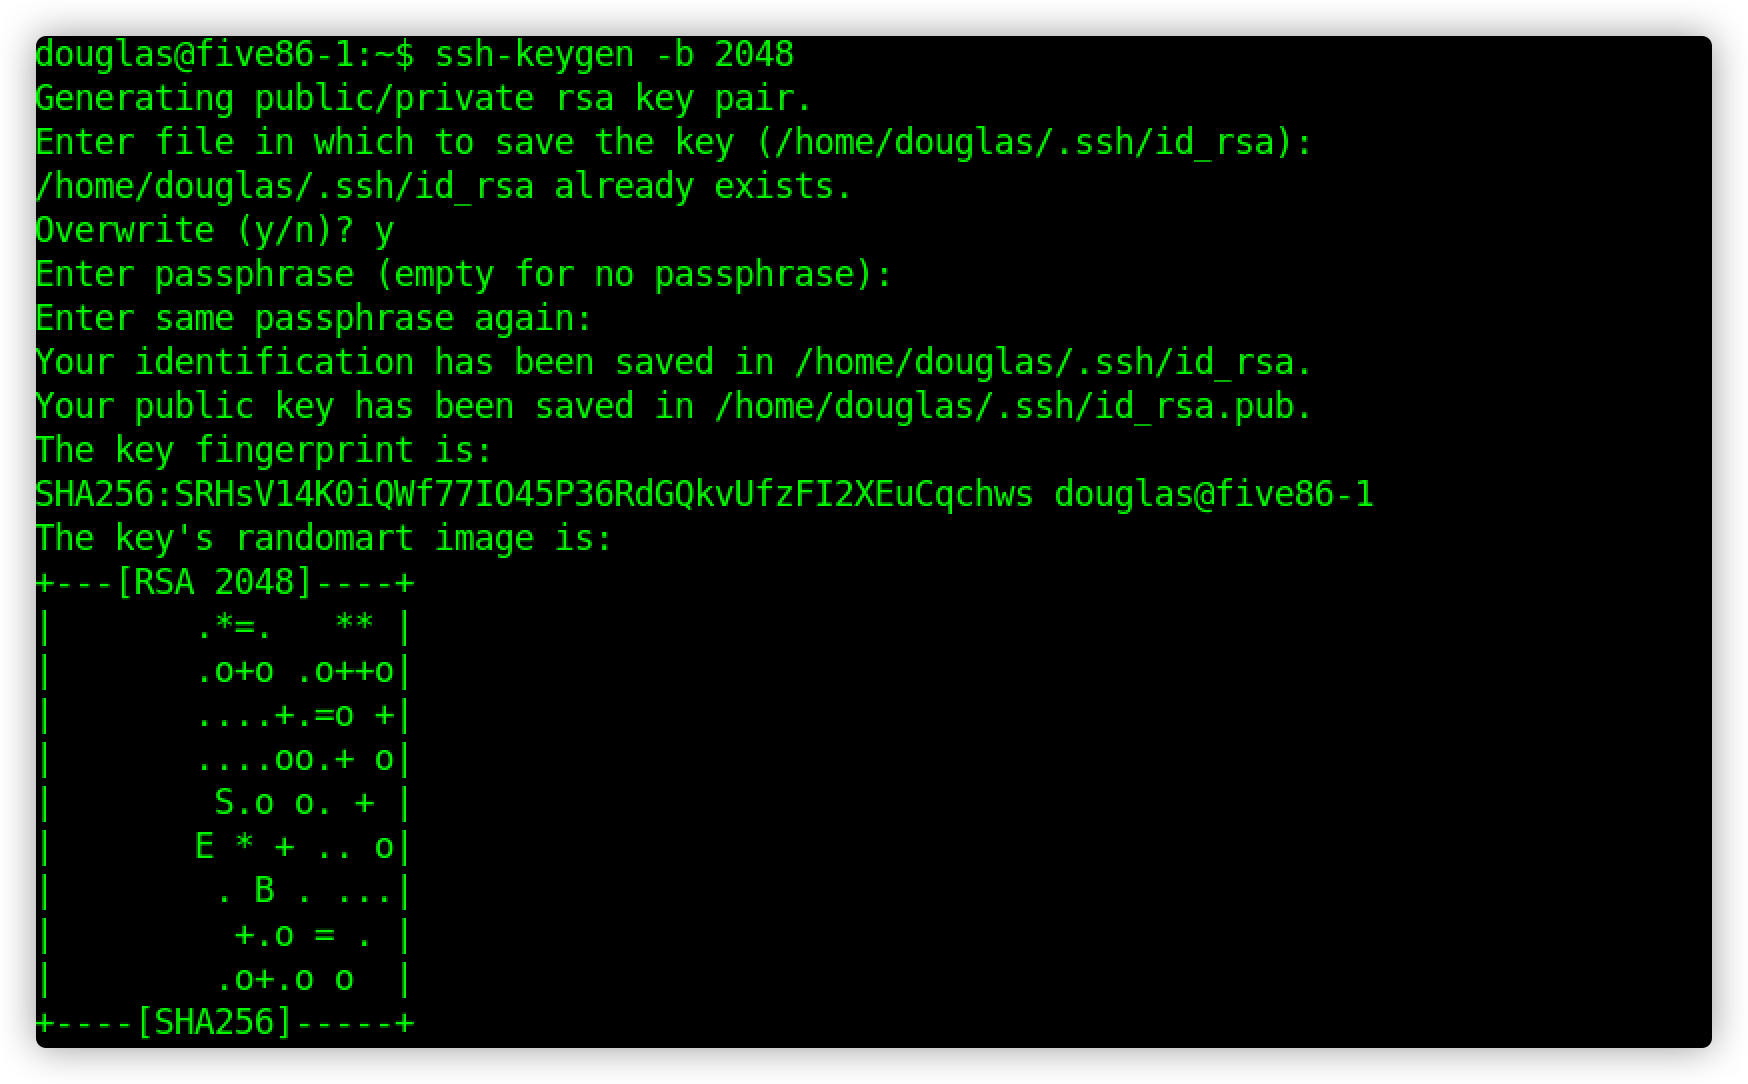 douglas@five86-1:~$ ssh-keygen -b 2048
Generating public/private rsa key pair.
Enter file in which to save the key (/home/douglas/.ssh/id_rsa):
/home/douglas/.ssh/id_rsa already exists.
Overwrite (y/n)? y
Enter passphrase (empty for no passphrase):
Enter same passphrase again:
Your identification has been saved in /home/douglas/.ssh/id_rsa.
Your public key has been saved in /home/douglas/.ssh/id_rsa.pub.
The key fingerprint is:
SHA256:SRHsV14K0iQWf77IO45P36RdGQkvUfzFI2XEuCqchws douglas@five86-1
The key's randomart image is:
+---[RSA 2048]----+
|       .*=.   ** |
|       .o+o .o++o|
|       ....+.=o +|
|       ....oo.+ o|
|        S.o o. + |
|       E * + .. o|
|        . B . ...|
|         +.o = . |
|        .o+.o o  |
+----[SHA256]-----+